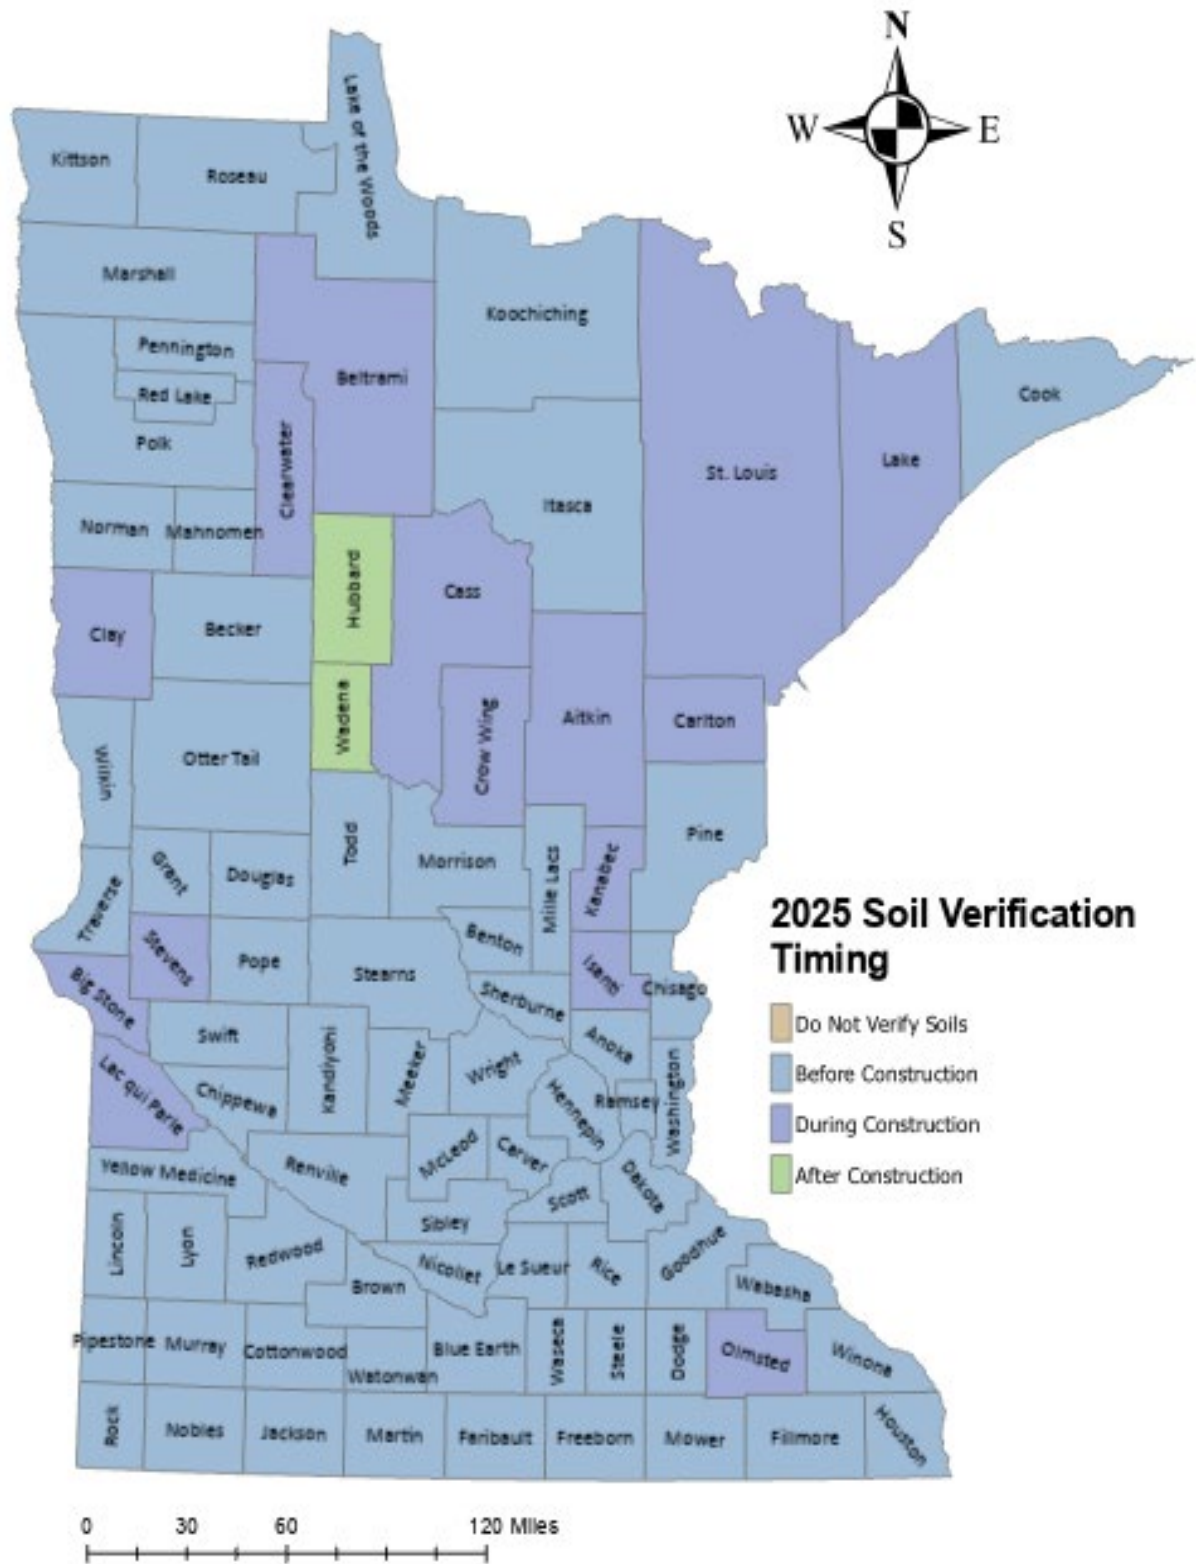 N
W E
S
Lake of the Woods
Kittson
Roseau
Marshall
Koochiching
Pennington
Beltrami
Red Lake
Cook
Polk
Clearwater
Lake
St. Louis
Itasca
Norman
Mahnomen
Hubbard
Cass
Clay
Becker
Wadena
Aitkin
Carlton
Crow Wing
Otter Tail
Wilkin
Todd
Pine
Morrison
Mille Lacs
Kanabec
Grant
Douglas
Traverse
Benton
Stevens
Pope
Stearns
Isanti
Chisago
Big Stone
Sherburne
Swift
Anoka
Kandiyohi
Meeker
Wright
Chippewa
Lac qui Parle
Hennepin
Ramsey
Washington
McLeod
Carver
Renville
Yellow Medicine
Dakota
Scott
Sibley
Lincoln
Lyon
Redwood
Nicollet
Le Sueur
Rice
Goodhue
Brown
Wabasha
Pipestone
Murray
Cottonwood
Watonwan
Blue Earth
Waseca
Steele
Dodge
Olmsted
Winona
Rock
Nobles
Jackson
Martin
Faribault
Freeborn
Mower
Fillmore
Houston
2025 Soil Verification
Timing
Do Not Verify Soils
Before Construction
During Construction
After Construction
0 30 60 120 Miles